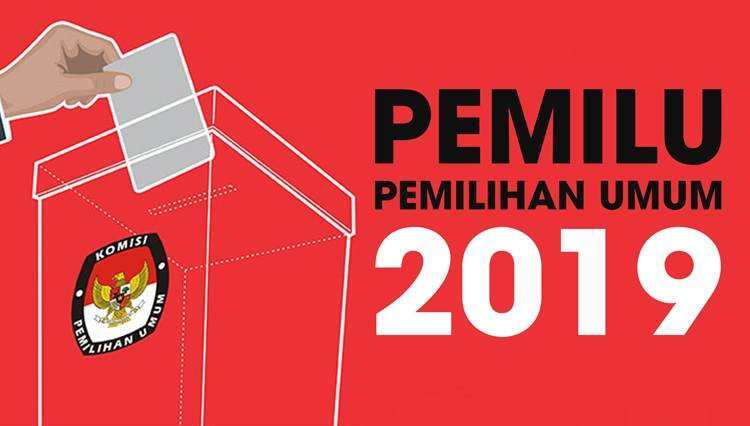 KOMISI
PEMILIHAN UMUM
PEMILU
PEMILIHAN UMUM
2019